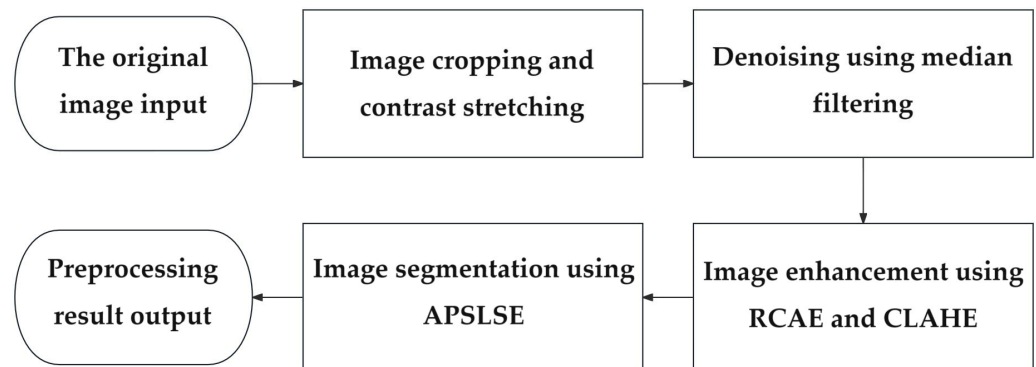 The original
image input
Image cropping and
contrast stretching
Denoising using median
filtering
Image enhancement using
RCAE and CLAHE
Image segmentation using
APSLSE
Preprocessing
result output